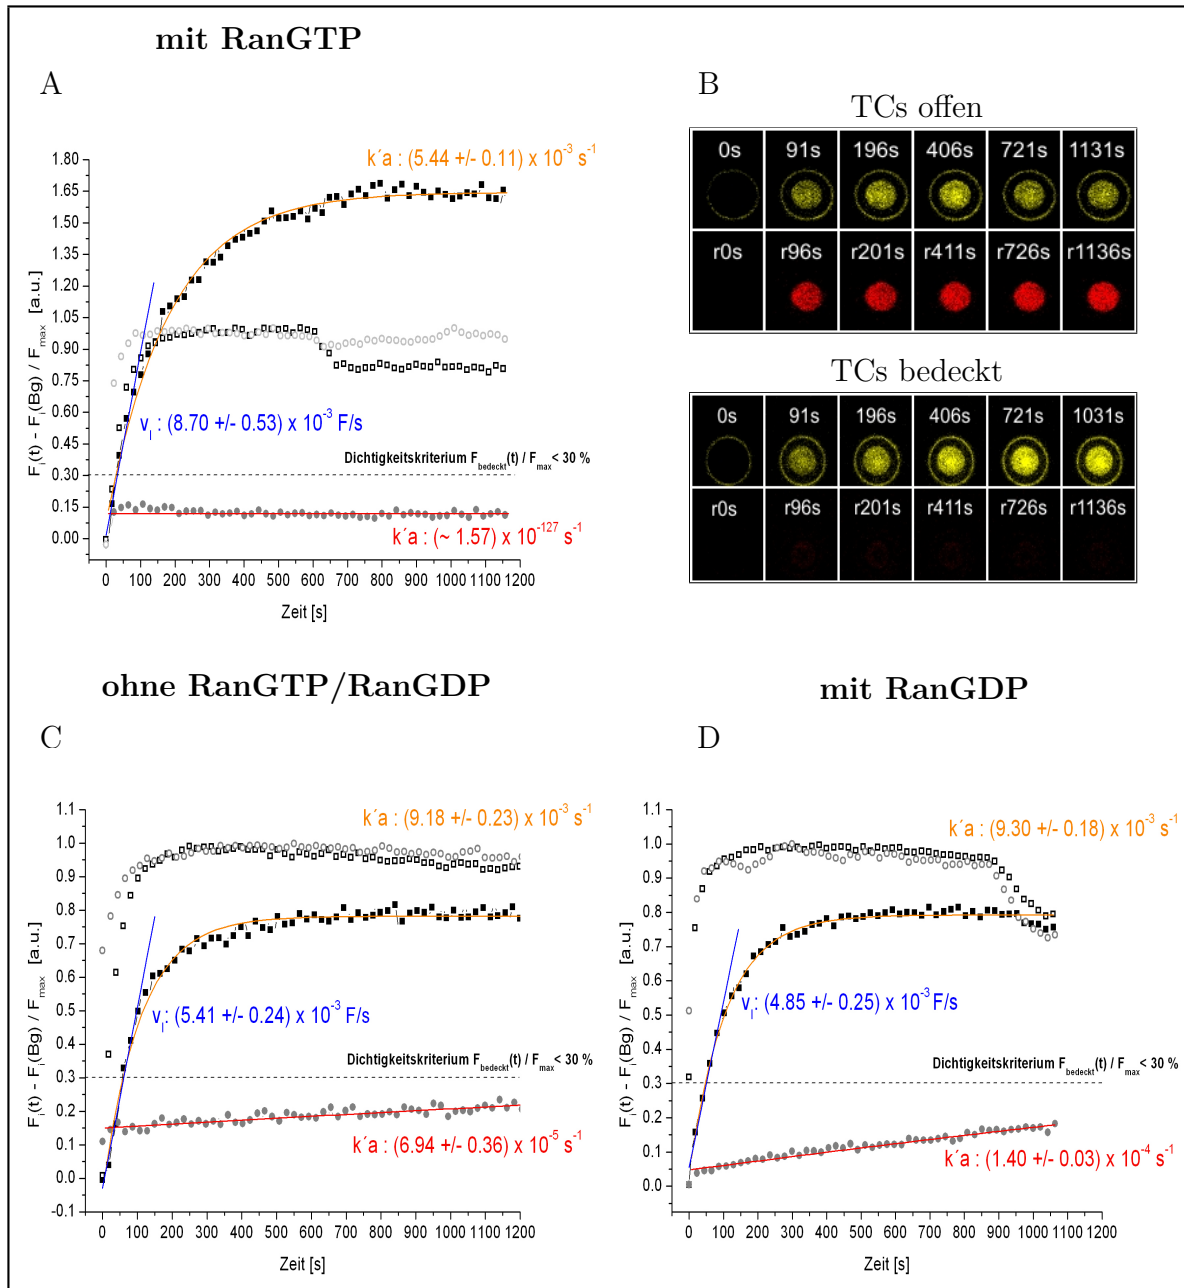 mit RanGTP
A
k´a : (5.44 +/- 0.11) x 10⁻³ s⁻¹
1.80
1.65
1.50
1.35
1.20
1.05
0.90
0.75
0.60
0.45
0.30
0.15
0.00
Fᵢ(t) - Fᵢ(Bg) / F_max [a.u.]
v_I : (8.70 +/- 0.53) x 10⁻³ F/s
Dichtigkeitskriterium F_bedeckt(t) / F_max < 30 %
k´a : (~ 1.57) x 10⁻¹²⁷ s⁻¹
0 100 200 300 400 500 600 700 800 900 1000 1100 1200
Zeit [s]
B
TCs offen
0s 91s 196s 406s 721s 1131s
r0s r96s r201s r411s r726s r1136s
TCs bedeckt
0s 91s 196s 406s 721s 1031s
r0s r96s r201s r411s r726s r1136s
ohne RanGTP/RanGDP
C
k´a : (9.18 +/- 0.23) x 10⁻³ s⁻¹
1.1
1.0
0.9
0.8
0.7
0.6
0.5
0.4
0.3
0.2
0.1
0.0
-0.1
Fᵢ(t) - Fᵢ(Bg) / F_max [a.u.]
v_I : (5.41 +/- 0.24) x 10⁻³ F/s
Dichtigkeitskriterium F_bedeckt(t) / F_max < 30 %
k´a : (6.94 +/- 0.36) x 10⁻⁵ s⁻¹
0 100 200 300 400 500 600 700 800 900 1000 1100 1200
Zeit [s]
mit RanGDP
D
k´a : (9.30 +/- 0.18) x 10⁻³ s⁻¹
1.1
1.0
0.9
0.8
0.7
0.6
0.5
0.4
0.3
0.2
0.1
0.0
Fᵢ(t) - Fᵢ(Bg) / F_max [a.u.]
v_I : (4.85 +/- 0.25) x 10⁻³ F/s
Dichtigkeitskriterium F_bedeckt(t) / F_max < 30 %
k´a : (1.40 +/- 0.03) x 10⁻⁴ s⁻¹
0 100 200 300 400 500 600 700 800 900 1000 1100 1200
Zeit [s]